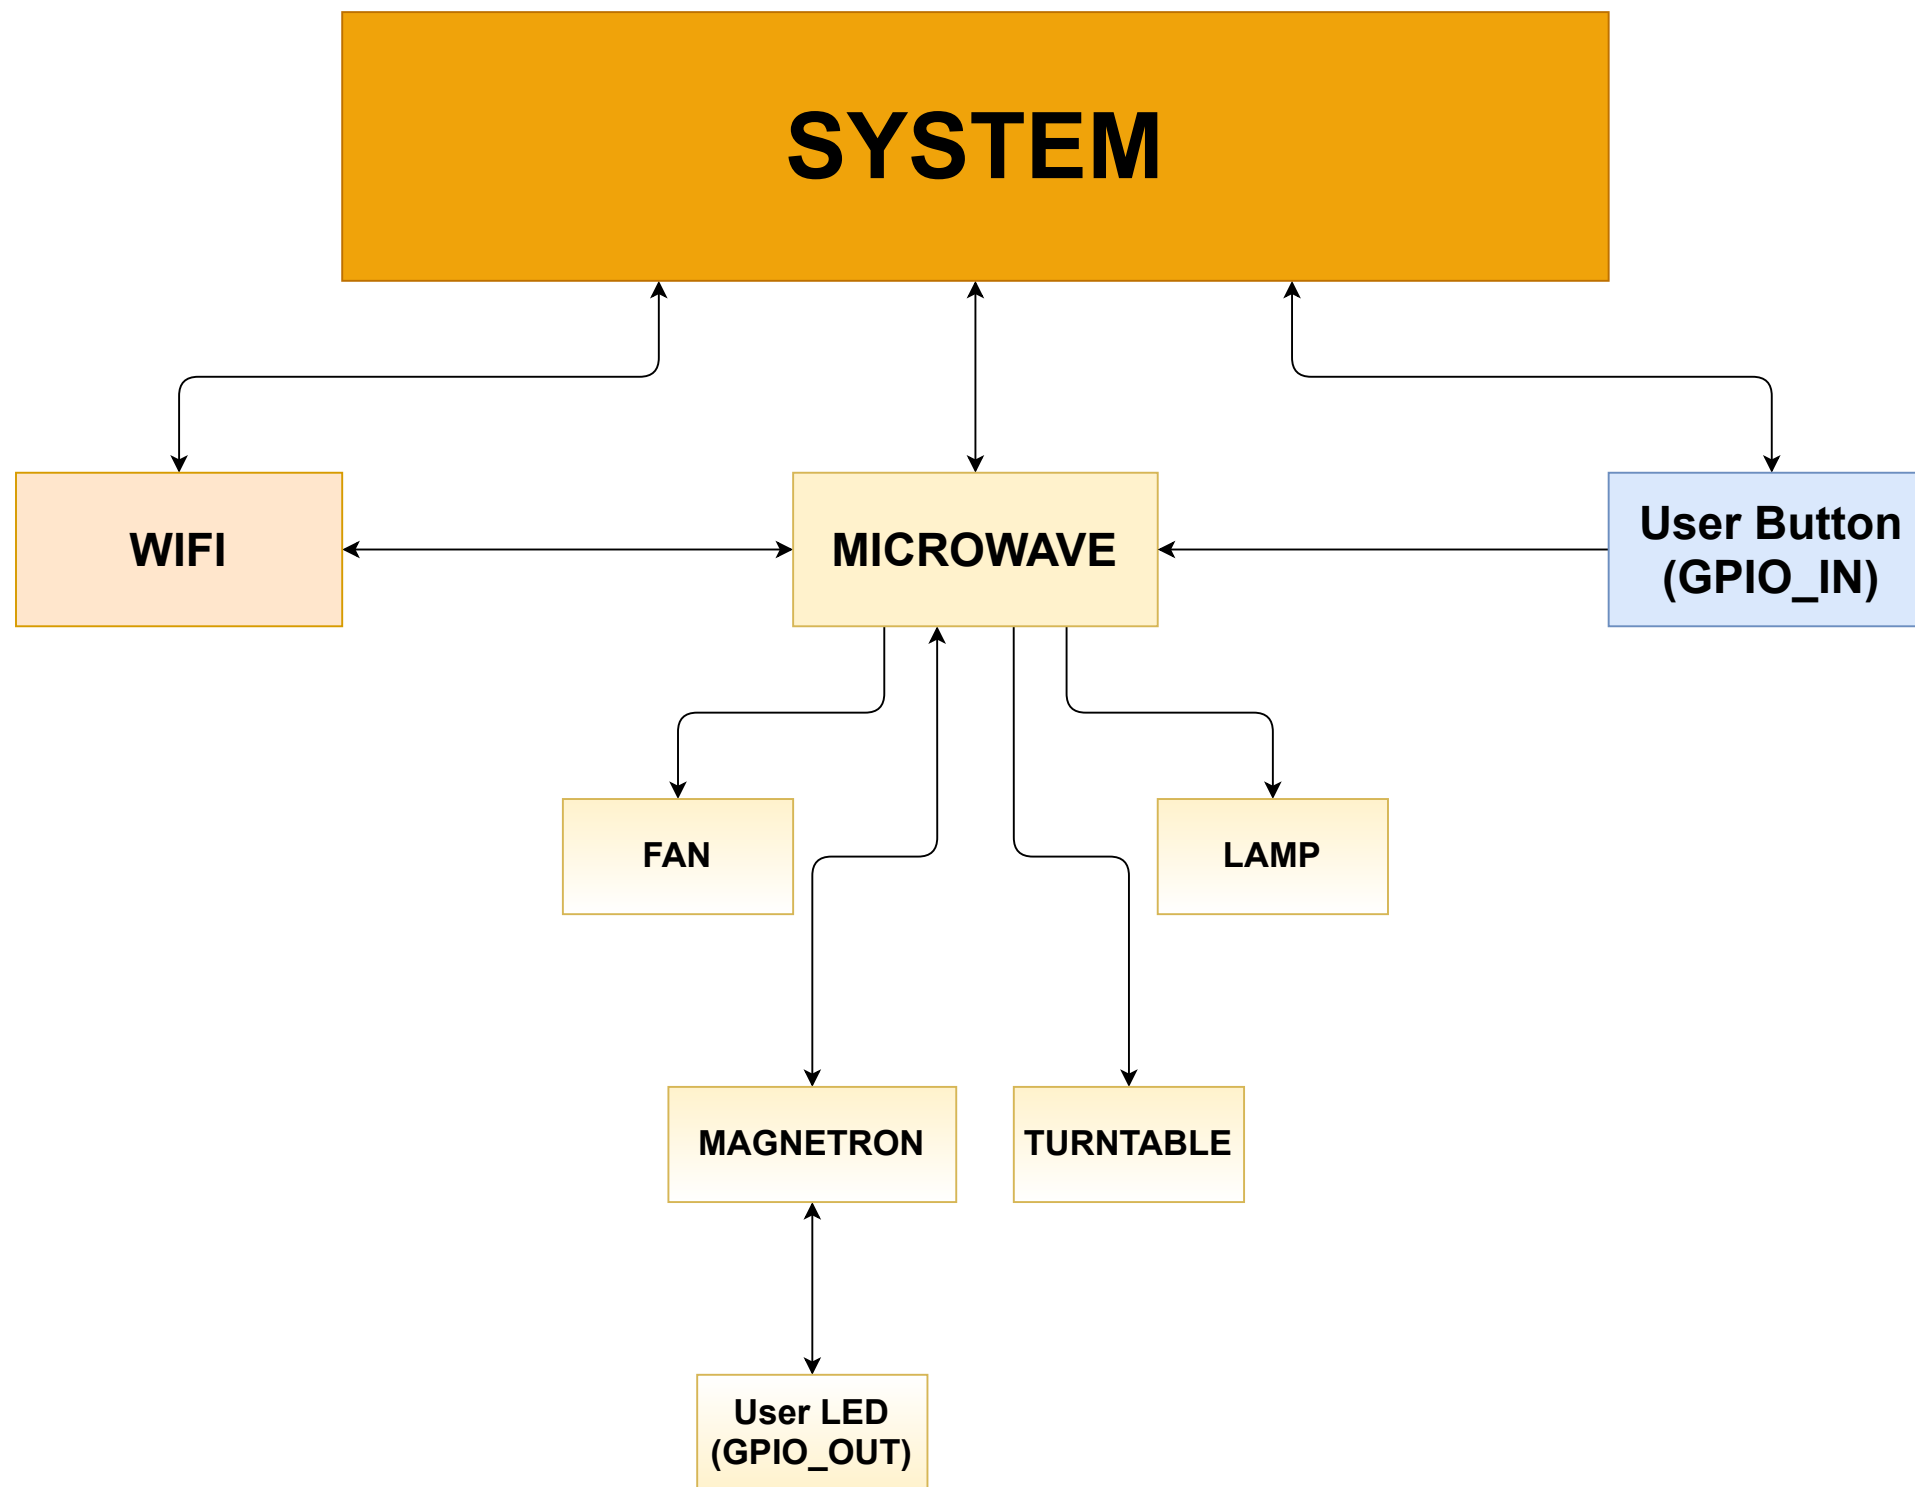 SYSTEM
WIFI
MICROWAVE
User Button
(GPIO_IN)
FAN
LAMP
MAGNETRON
TURNTABLE
User LED
(GPIO_OUT)